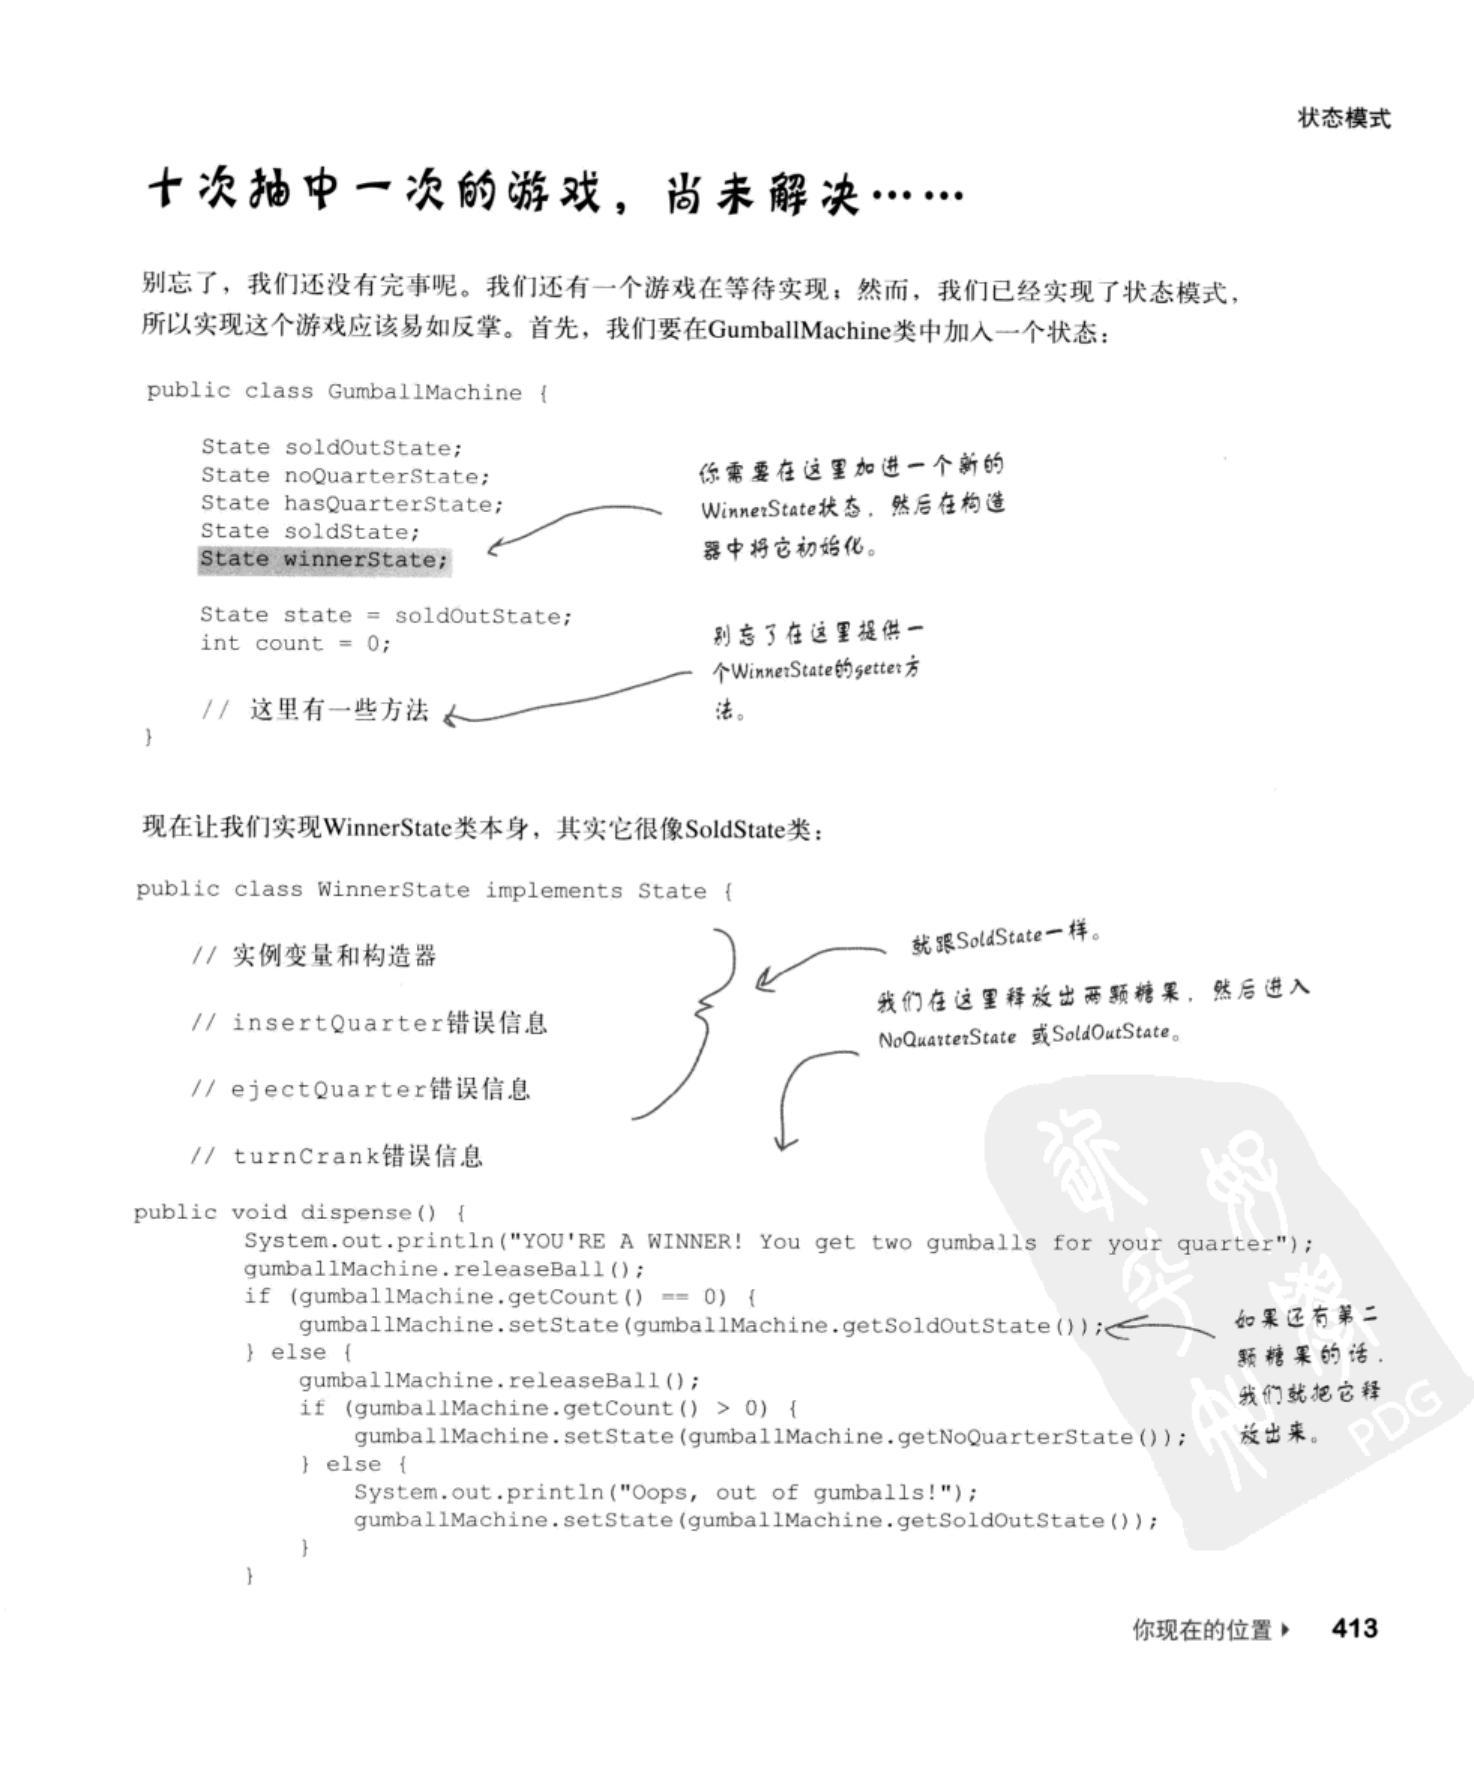 状态模式
十次抽中一次的游戏，尚未解决……
别忘了，我们还没有完事呢。我们还有一个游戏在等待实现；然而，我们已经实现了状态模式，
所以实现这个游戏应该易如反掌。首先，我们要在GumballMachine类中加入一个状态：
public class GumballMachine {
State soldOutState;
State noQuarterState;
State hasQuarterState;
State soldState;
State winnerState;
你需要在这里加进一个新的
WinnerState状态，然后在构造
器中将它初始化。
State state = soldOutState;
int count = 0;
别忘了在这里提供一
个WinnerState的getter方
法。
// 这里有一些方法
}
现在让我们实现WinnerState类本身，其实它很像SoldState类：
public class WinnerState implements State {
// 实例变量和构造器
// insertQuarter错误信息
// ejectQuarter错误信息
// turnCrank错误信息
就跟SoldState一样。
我们在这里释放出两颗糖果，然后进入
NoQuarterState 或SoldOutState。
public void dispense() {
System.out.println("YOU'RE A WINNER! You get two gumballs for your quarter");
gumballMachine.releaseBall();
if (gumballMachine.getCount() == 0) {
gumballMachine.setState(gumballMachine.getSoldOutState());
} else {
gumballMachine.releaseBall();
if (gumballMachine.getCount() > 0) {
gumballMachine.setState(gumballMachine.getNoQuarterState());
} else {
System.out.println("Oops, out of gumballs!");
gumballMachine.setState(gumballMachine.getSoldOutState());
}
}
如果还有第二
颗糖果的话，
我们就把它释
放出来。
PDG
你现在的位置 413